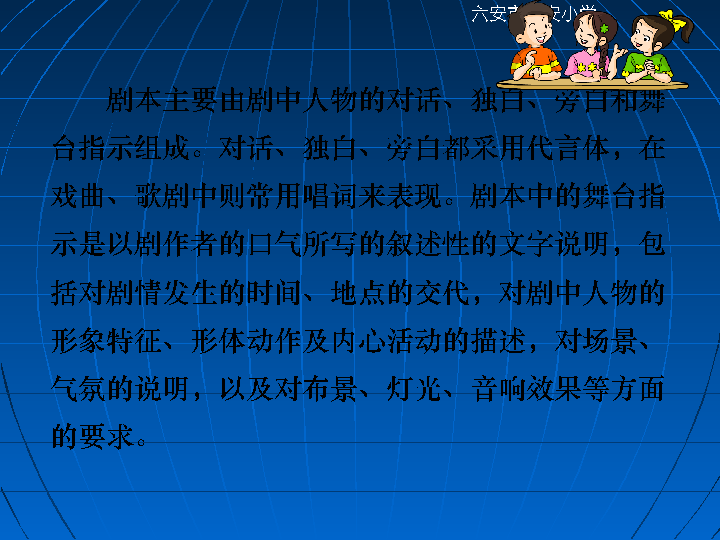 六安市 安小学
剧本主要由剧中人物的对话、独白、旁白和舞
台指示组成。对话、独白、旁白都采用代言体，在
戏曲、歌剧中则常用唱词来表现。剧本中的舞台指
示是以剧作者的口气所写的叙述性的文字说明，包
括对剧情发生的时间、地点的交代，对剧中人物的
形象特征、形体动作及内心活动的描述，对场景、
气氛的说明，以及对布景、灯光、音响效果等方面
的要求。